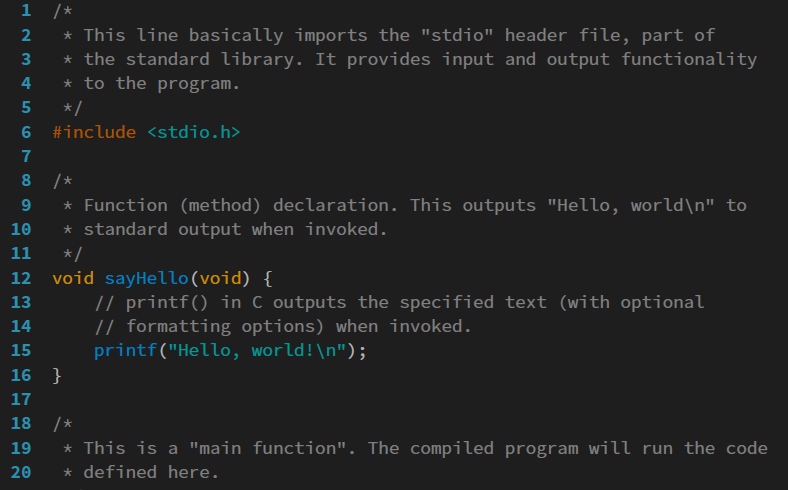 1 /*
2  * This line basically imports the "stdio" header file, part of
3  * the standard library. It provides input and output functionality
4  * to the program.
5  */
6 #include <stdio.h>
7
8 /*
9  * Function (method) declaration. This outputs "Hello, world\n" to
10  * standard output when invoked.
11  */
12 void sayHello(void) {
13     // printf() in C outputs the specified text (with optional
14     // formatting options) when invoked.
15     printf("Hello, world!\n");
16 }
17
18 /*
19  * This is a "main function". The compiled program will run the code
20  * defined here.